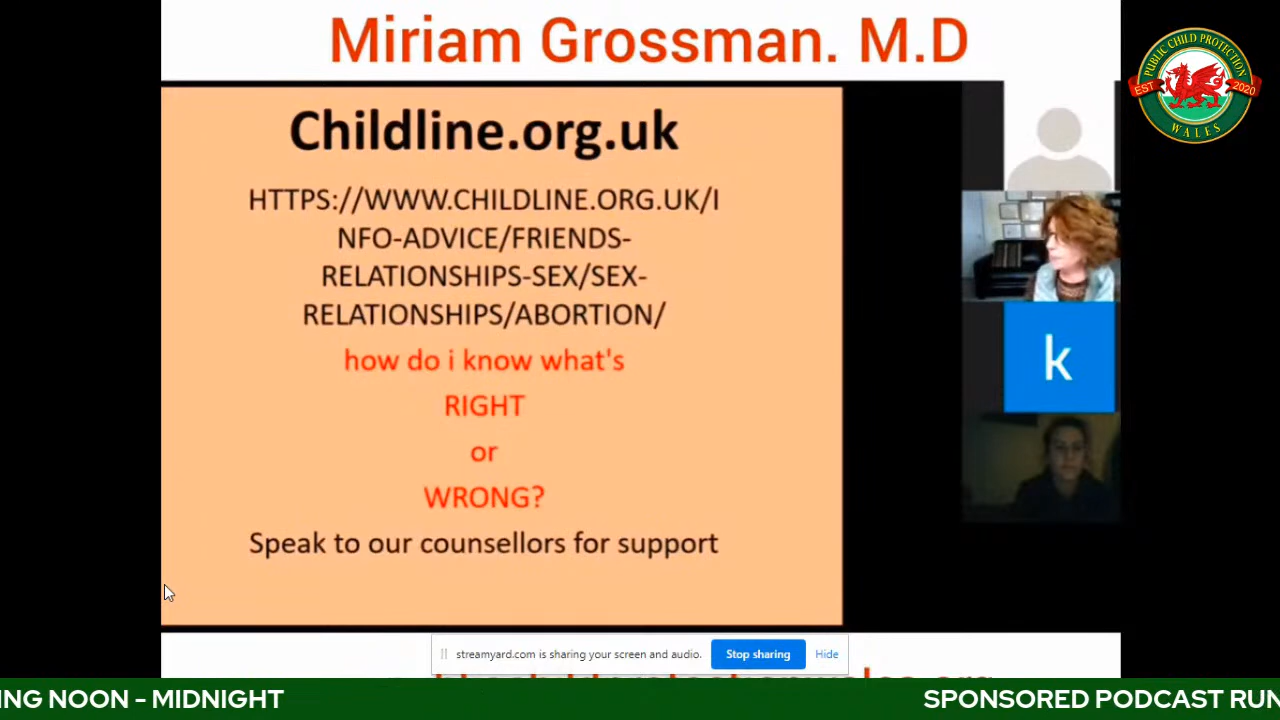 Miriam Grossman. M.D
PUBLIC CHILD PROTECTION
EST 2020
WALES
Childline.org.uk
HTTPS://WWW.CHILDLINE.ORG.UK/I
NFO-ADVICE/FRIENDS-
RELATIONSHIPS-SEX/SEX-
RELATIONSHIPS/ABORTION/
how do i know what's
RIGHT
or
WRONG?
Speak to our counsellors for support
k
streamyard.com is sharing your screen and audio. Stop sharing Hide
ING NOON - MIDNIGHT
SPONSORED PODCAST RUN